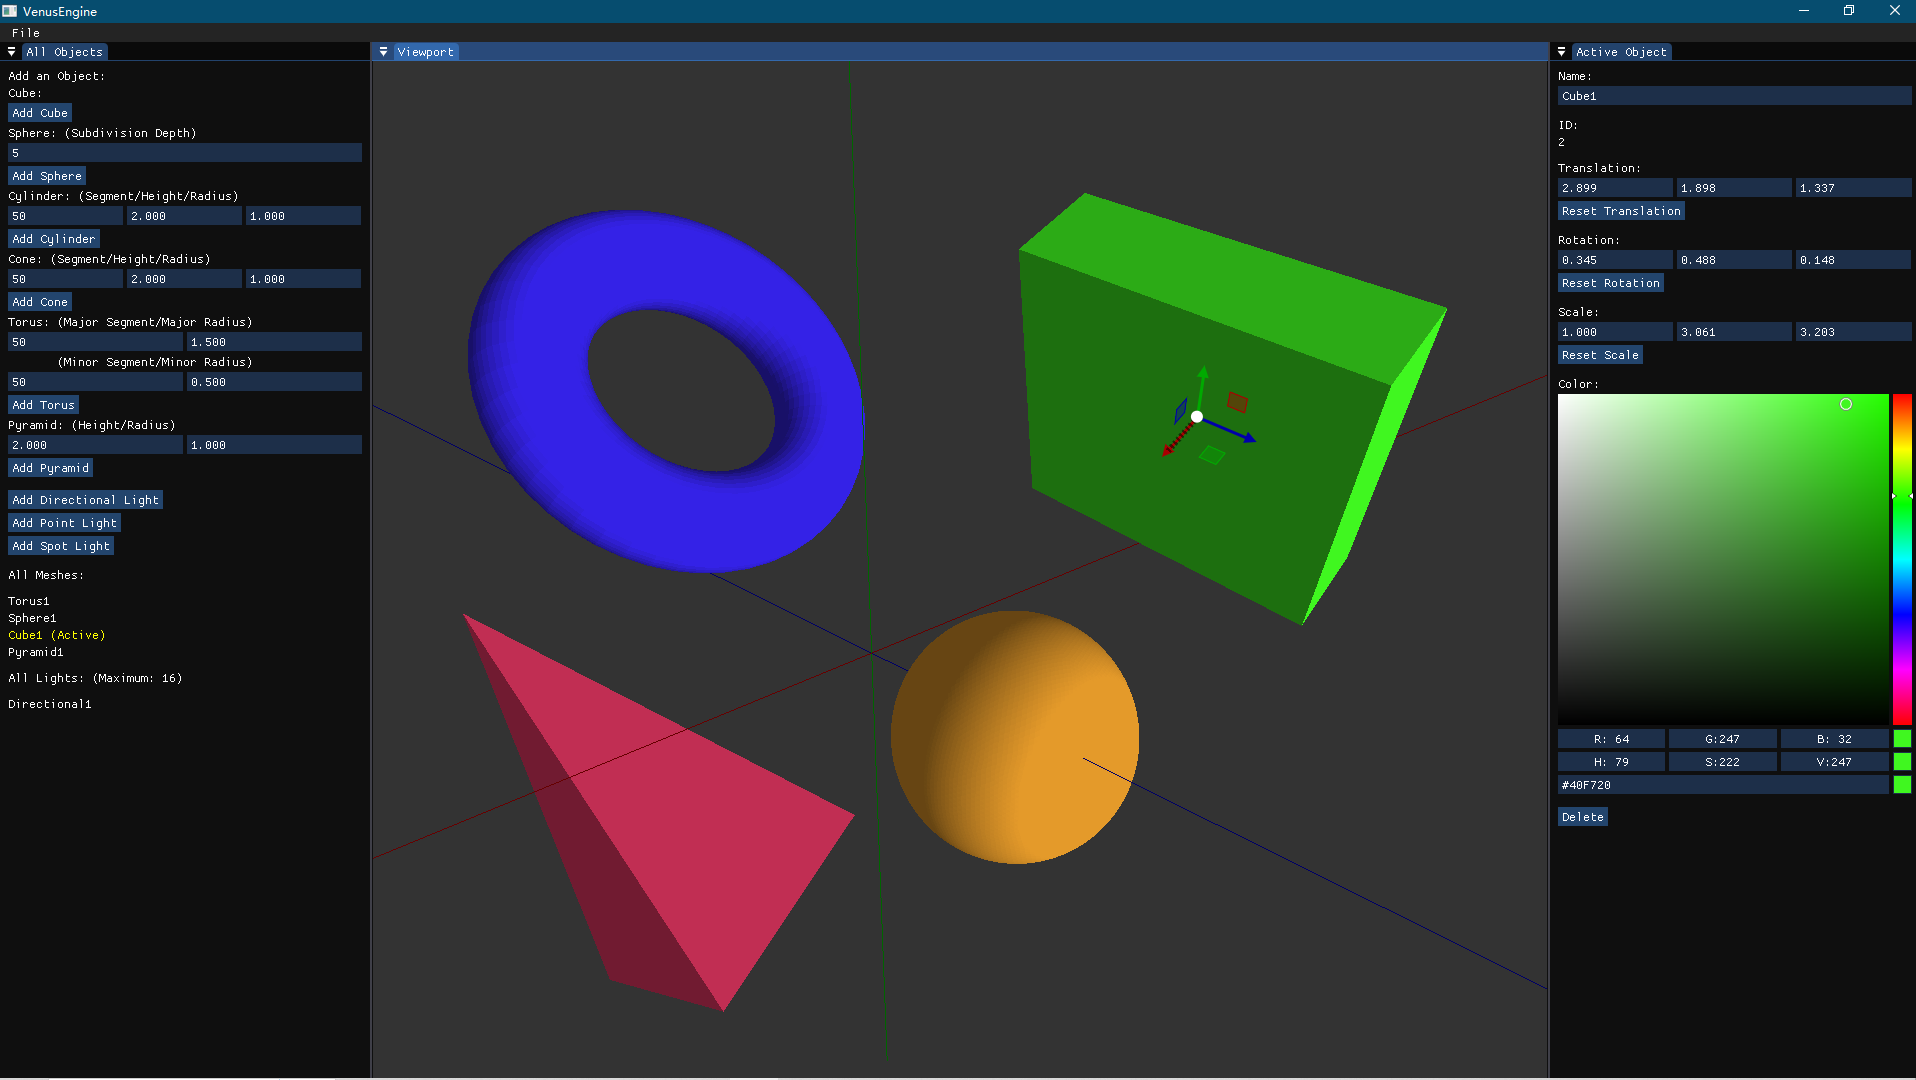 VenusEngine
File
All Objects
Add an Object:
Cube:
Add Cube
Sphere: (Subdivision Depth)
5
Add Sphere
Cylinder: (Segment/Height/Radius)
50 2.000 1.000
Add Cylinder
Cone: (Segment/Height/Radius)
50 2.000 1.000
Add Cone
Torus: (Major Segment/Major Radius)
50 1.500
(Minor Segment/Minor Radius)
50 0.500
Add Torus
Pyramid: (Height/Radius)
2.000 1.000
Add Pyramid
Add Directional Light
Add Point Light
Add Spot Light
All Meshes:
Torus1
Sphere1
Cube1 (Active)
Pyramid1
All Lights: (Maximum: 16)
Directional1
Viewport
Active Object
Name:
Cube1
ID:
2
Translation:
2.899 1.898 1.337
Reset Translation
Rotation:
0.345 0.488 0.148
Reset Rotation
Scale:
1.000 3.061 3.203
Reset Scale
Color:
R: 64 G:247 B: 32
H: 79 S:222 V:247
#40F720
Delete